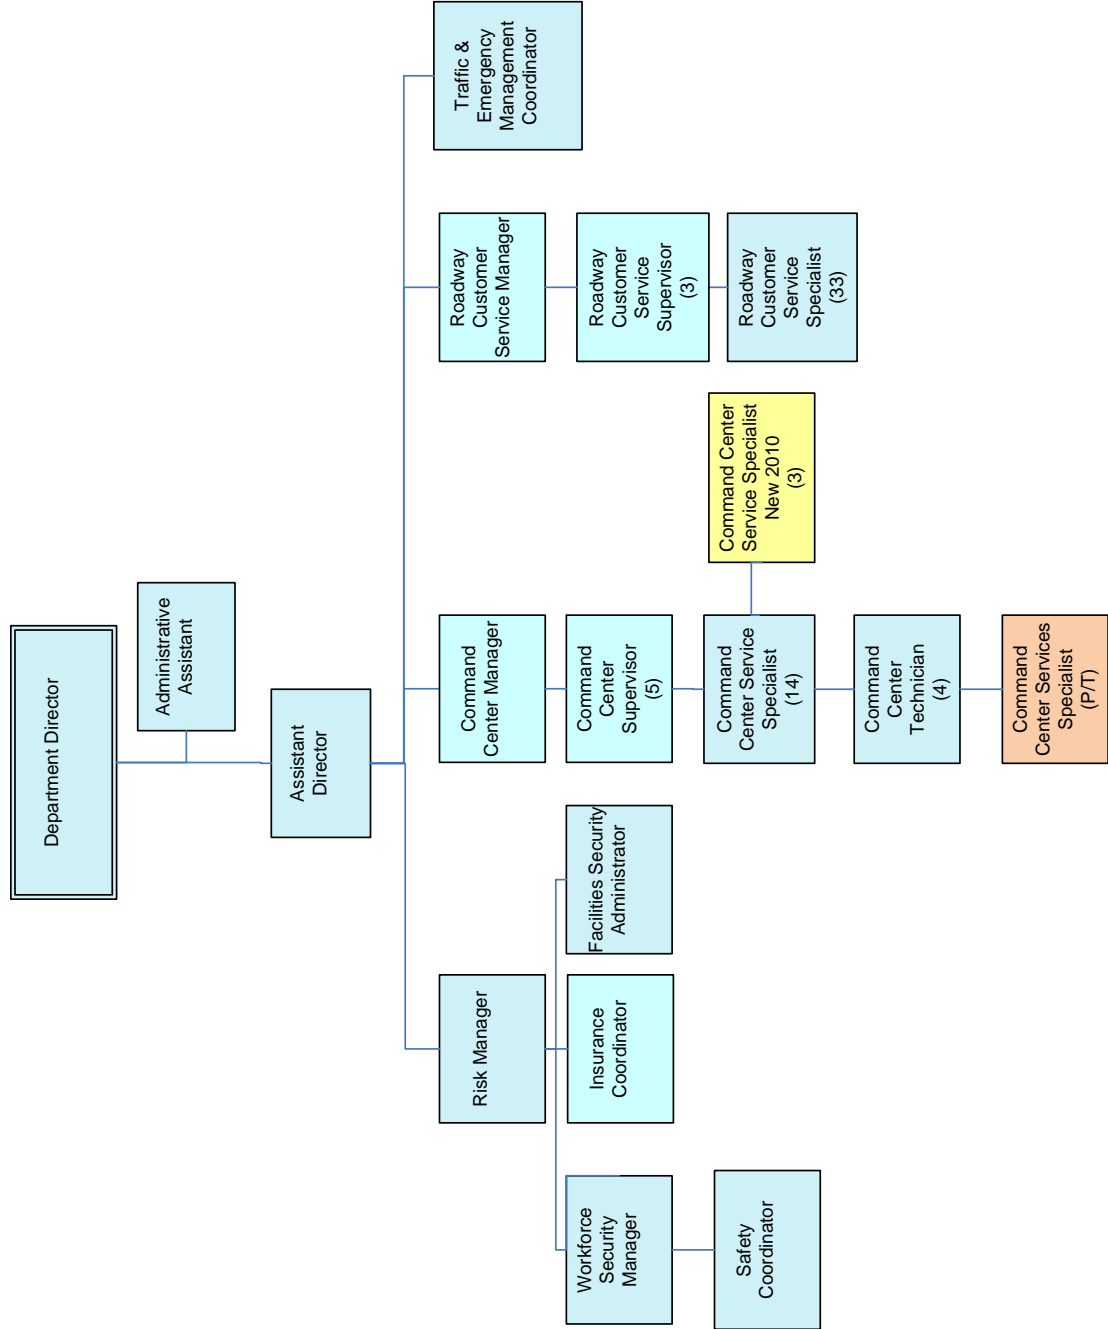 Department Director
Administrative
Assistant
Assistant
Director
Risk Manager
Command
Center Manager
Roadway
Customer
Service Manager
Traffic &
Emergency
Management
Coordinator
Workforce
Security
Manager
Insurance
Coordinator
Facilities Security
Administrator
Command
Center
Supervisor
(5)
Roadway
Customer
Service
Supervisor
(3)
Safety
Coordinator
Command
Center Service
Specialist
(14)
Command Center
Service Specialist
New 2010
(3)
Roadway
Customer
Service
Specialist
(33)
Command
Center
Technician
(4)
Command
Center Services
Specialist
(P/T)